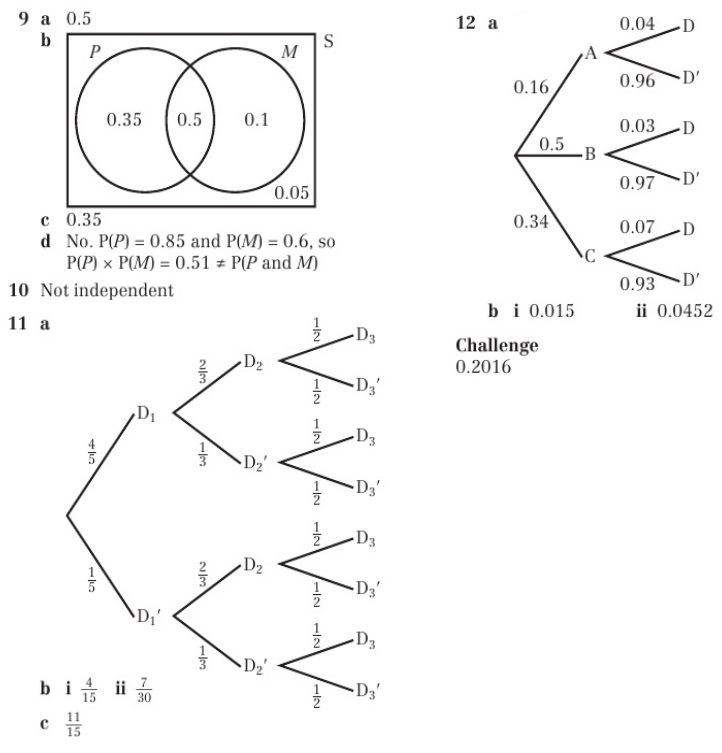 9 a 0.5
b
S
P M
0.35 0.5 0.1
0.05
c 0.35
d No. P(P) = 0.85 and P(M) = 0.6, so
P(P) × P(M) = 0.51 ≠ P(P and M)
10 Not independent
11 a
1/2 D₃
2/3 D₂
1/2 D₃′
4/5 D₁
1/2 D₃
1/3 D₂′
1/2 D₃′
1/2 D₃
2/3 D₂
1/2 D₃′
1/5 D₁′
1/2 D₃
1/3 D₂′
1/2 D₃′
b i 4/15 ii 7/30
c 11/15
12 a
0.04 D
0.16 A
0.96 D′
0.03 D
0.5 B
0.97 D′
0.07 D
0.34 C
0.93 D′
b i 0.015 ii 0.0452
Challenge
0.2016